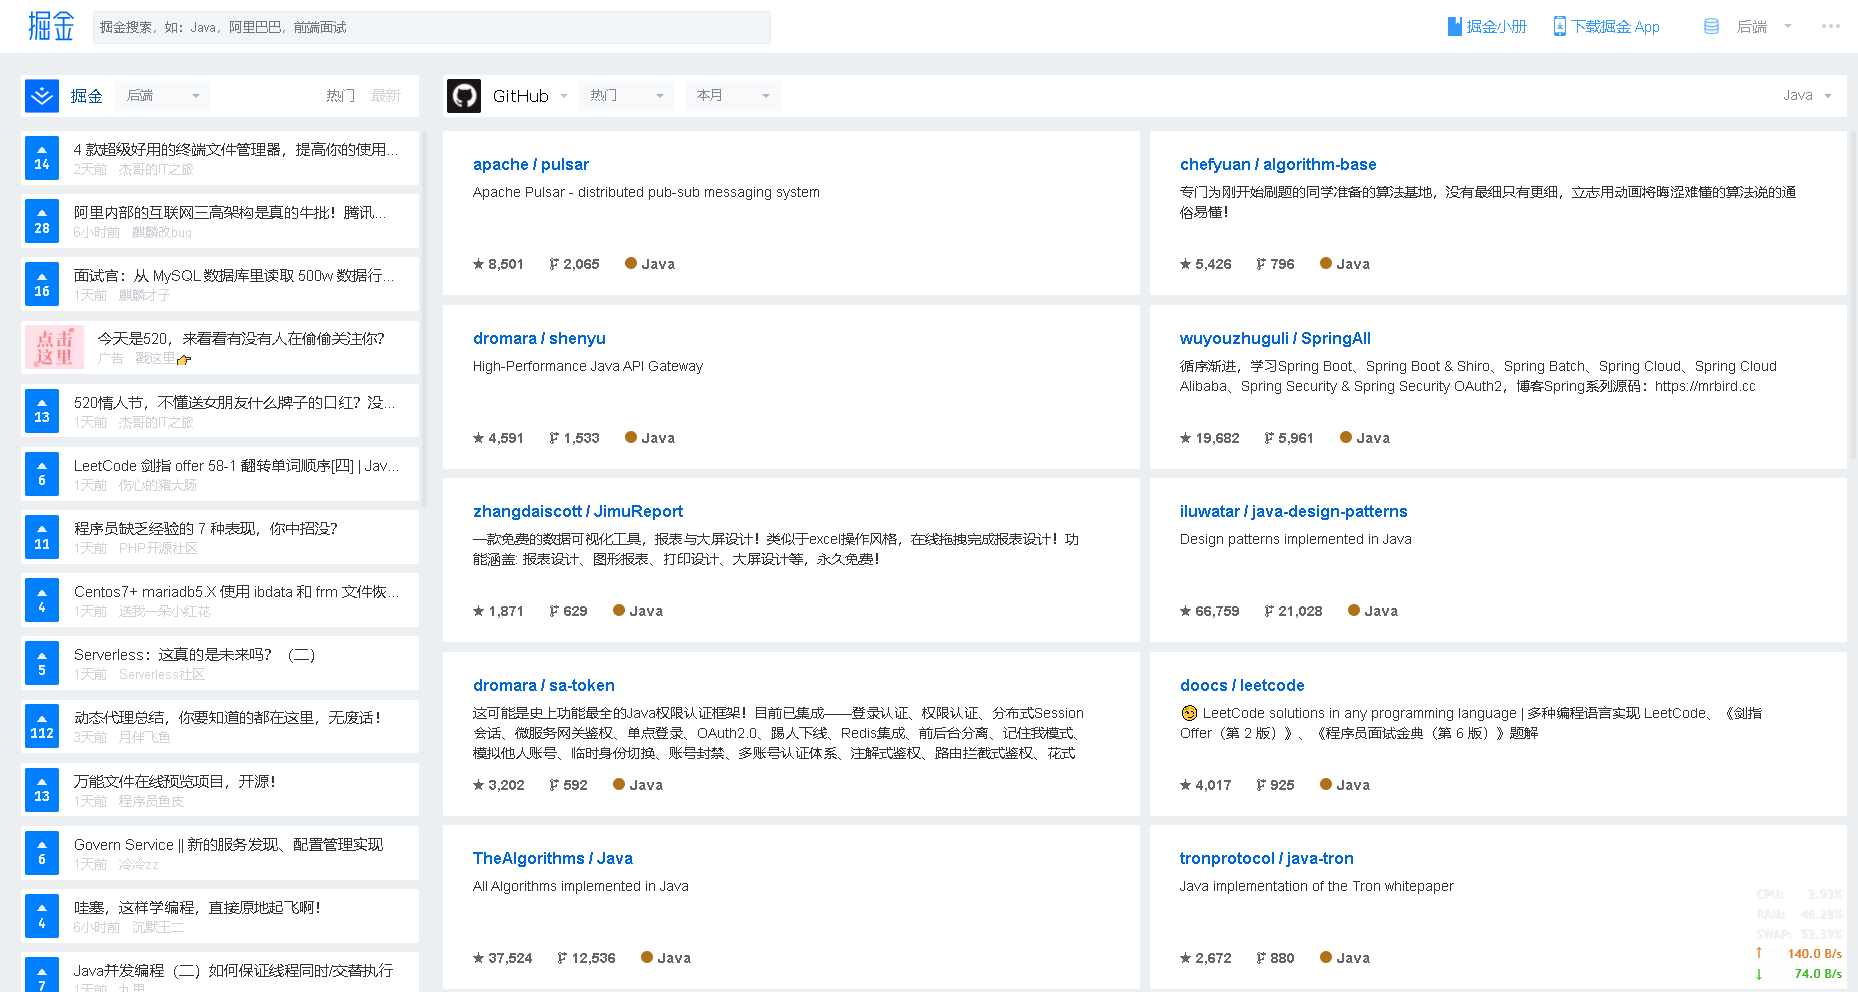 掘金
掘金搜索，如：Java，阿里巴巴，前端面试
掘金小册
下载掘金 App
后端
掘金
后端
热门
最新
14
4 款超级好用的终端文件管理器，提高你的使用...
2天前 杰哥的IT之旅
28
阿里内部的互联网三高架构是真的牛批！腾讯...
6小时前 麒麟改bug
16
面试官：从 MySQL 数据库里读取 500w 数据行...
1天前 麒麟才子
点击
这里
今天是520，来看看有没有人在偷偷关注你？
广告 戳这里👉
13
520情人节，不懂送女朋友什么牌子的口红？没...
1天前 杰哥的IT之旅
6
LeetCode 剑指 offer 58-1 翻转单词顺序[四] | Jav...
1天前 伤心的猪大肠
11
程序员缺乏经验的 7 种表现，你中招没？
1天前 PHP开源社区
4
Centos7+ mariadb5.X 使用 ibdata 和 frm 文件恢...
1天前 送我一朵小红花
5
Serverless：这真的是未来吗？（二）
1天前 Serverless社区
112
动态代理总结，你要知道的都在这里，无废话！
3天前 月伴飞鱼
13
万能文件在线预览项目，开源！
1天前 程序员鱼皮
6
Govern Service || 新的服务发现、配置管理实现
1天前 冷冷zz
4
哇塞，这样学编程，直接原地起飞啊！
6小时前 沉默王二
7
Java并发编程（二）如何保证线程同时/交替执行
1天前 九里
GitHub
热门
本月
Java
apache / pulsar
Apache Pulsar - distributed pub-sub messaging system
8,501 2,065 Java
chefyuan / algorithm-base
专门为刚开始刷题的同学准备的算法基地，没有最细只有更细，立志用动画将晦涩难懂的算法说的通
俗易懂！
5,426 796 Java
dromara / shenyu
High-Performance Java API Gateway
4,591 1,533 Java
wuyouzhuguli / SpringAll
循序渐进，学习Spring Boot、Spring Boot & Shiro、Spring Batch、Spring Cloud、Spring Cloud
Alibaba、Spring Security & Spring Security OAuth2，博客Spring系列源码：https://mrbird.cc
19,682 5,961 Java
zhangdaiscott / JimuReport
一款免费的数据可视化工具，报表与大屏设计！类似于excel操作风格，在线拖拽完成报表设计！功
能涵盖: 报表设计、图形报表、打印设计、大屏设计等，永久免费！
1,871 629 Java
iluwatar / java-design-patterns
Design patterns implemented in Java
66,759 21,028 Java
dromara / sa-token
这可能是史上功能最全的Java权限认证框架！目前已集成——登录认证、权限认证、分布式Session
会话、微服务网关鉴权、单点登录、OAuth2.0、踢人下线、Redis集成、前后台分离、记住我模式、
模拟他人账号、临时身份切换、账号封禁、多账号认证体系、注解式鉴权、路由拦截式鉴权、花式
3,202 592 Java
doocs / leetcode
😏 LeetCode solutions in any programming language | 多种编程语言实现 LeetCode、《剑指
Offer（第 2 版）》、《程序员面试金典（第 6 版）》题解
4,017 925 Java
TheAlgorithms / Java
All Algorithms implemented in Java
37,524 12,536 Java
tronprotocol / java-tron
Java implementation of the Tron whitepaper
2,672 880 Java
CPU: 2.93%
RAM: 46.28%
SWAP: 52.39%
↑ 140.0 B/s
↓ 74.0 B/s